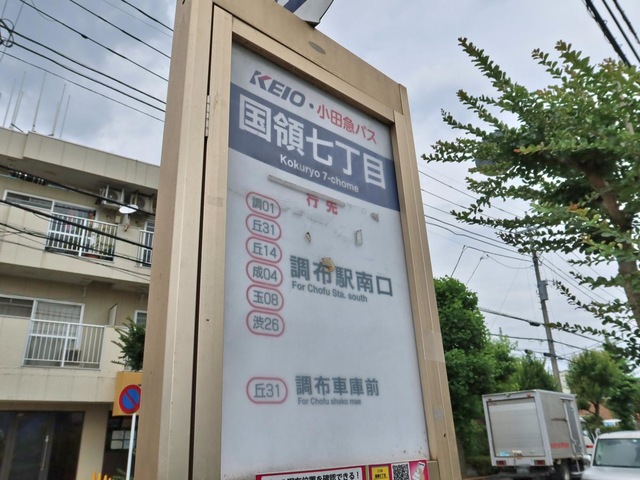 KEIO・小田急バス
国領七丁目
Kokuryo 7-chome
行先
調01
丘31
丘14
成04
玉08
渋26
調布駅南口
For Chofu Sta. south
丘31
調布車庫前
For Chofu shako mae